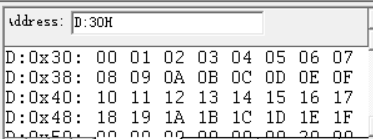 Address: D:30H
D:0x30: 00 01 02 03 04 05 06 07
D:0x38: 08 09 0A 0B 0C 0D 0E 0F
D:0x40: 10 11 12 13 14 15 16 17
D:0x48: 18 19 1A 1B 1C 1D 1E 1F